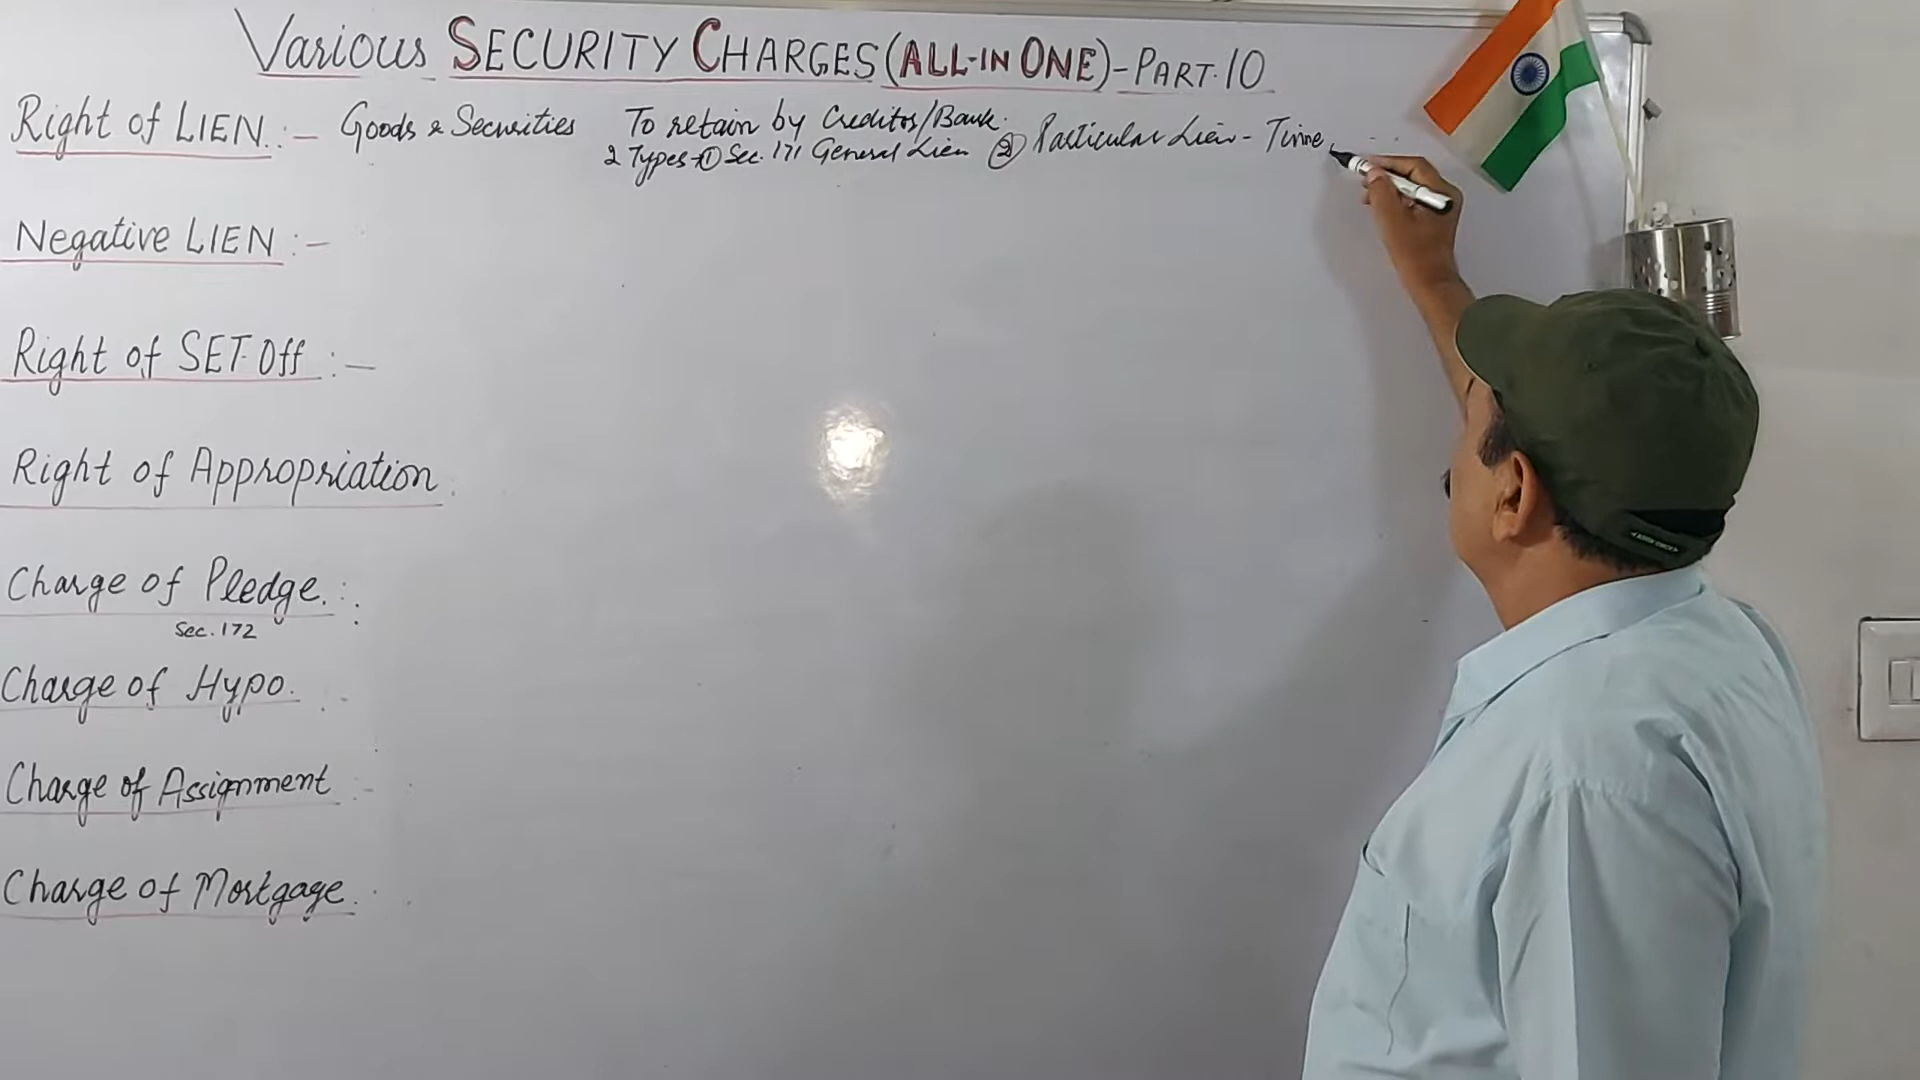 Various SECURITY CHARGES (ALL-IN ONE) - PART. 10
Right of LIEN :- Goods & Securities To retain by Creditos/Bank.
2 Types → ① Sec. 171 General Lien ② Particular Lien - Time,
Negative LIEN :-
Right of SET-Off :-
Right of Appropriation
Charge of Pledge. :
Sec. 172
Charge of Hypo.
Charge of Assignment
Charge of Mortgage.